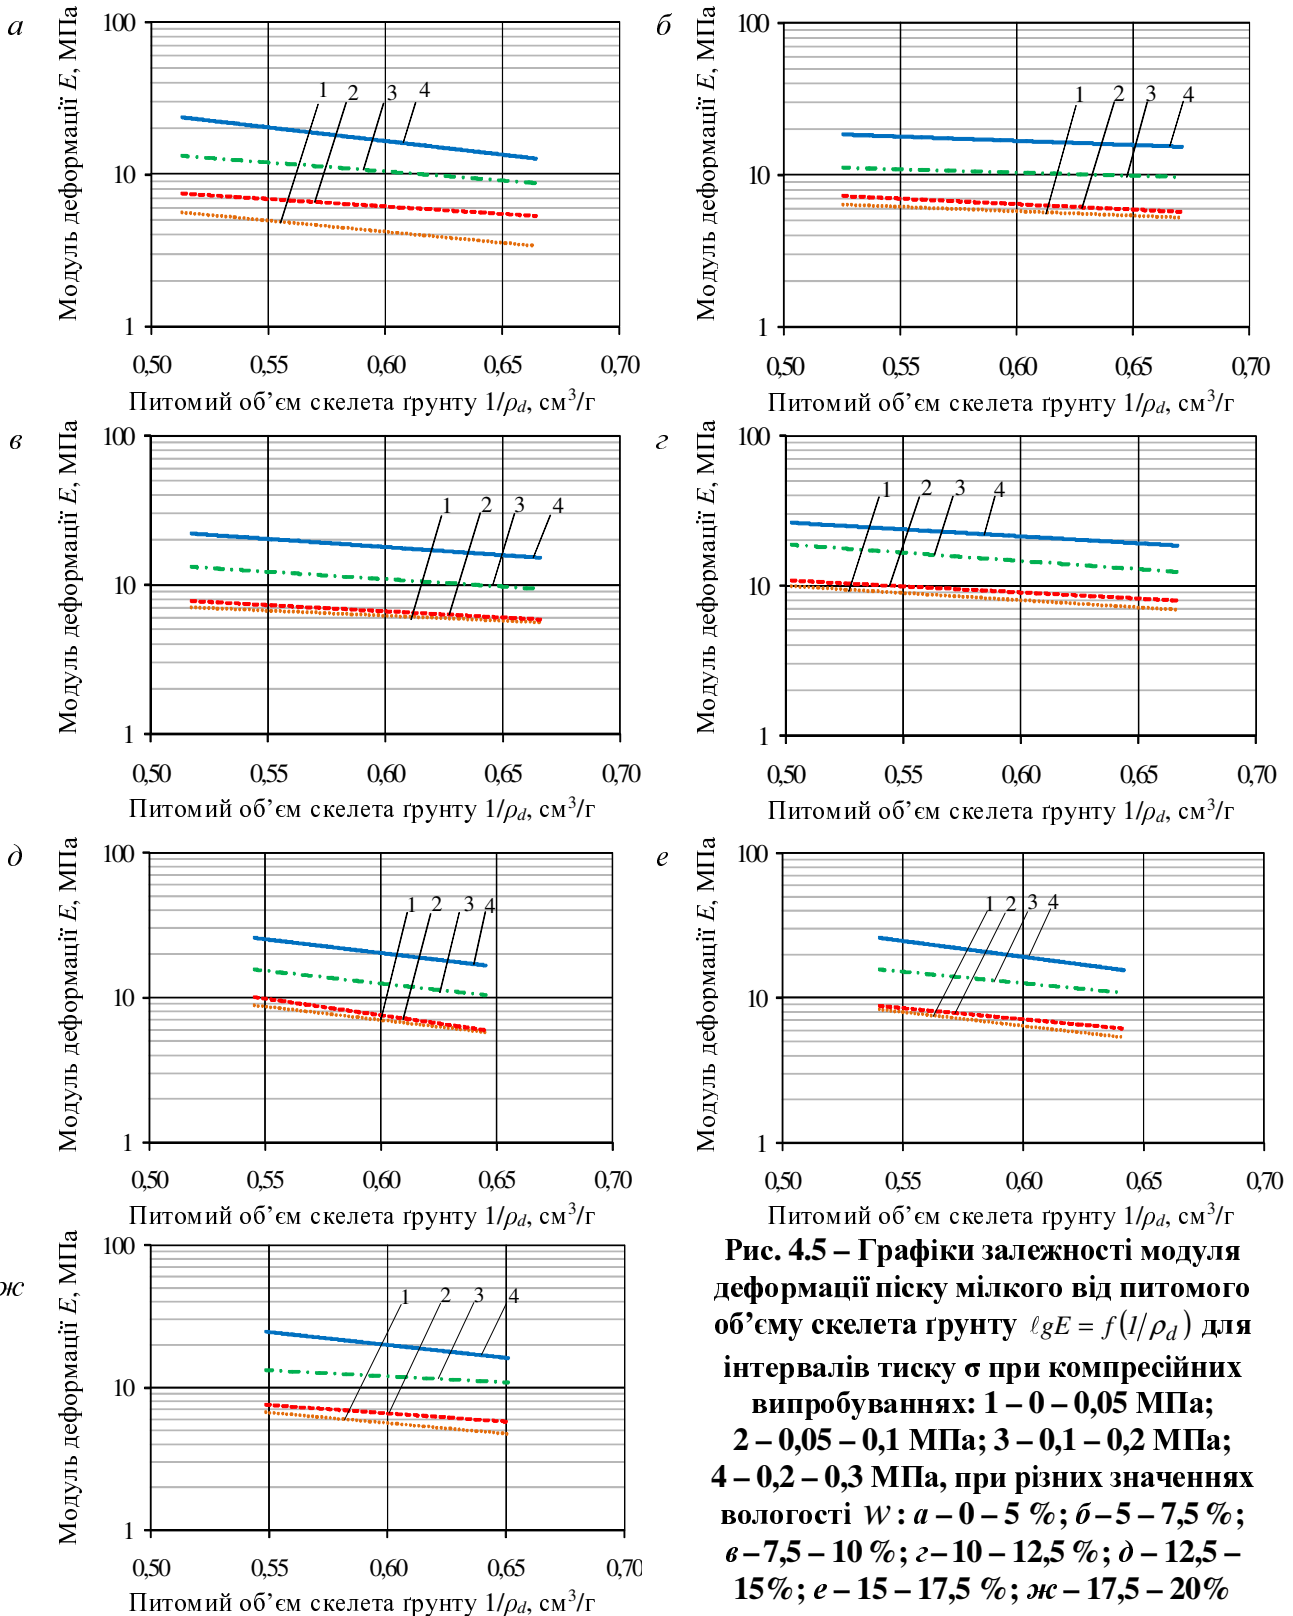 а
Модуль деформації E, МПа
100
10
1
1 2 3 4
0,50 0,55 0,60 0,65 0,70
Питомий об’єм скелета ґрунту 1/ρd, см³/г
б
Модуль деформації E, МПа
100
10
1
1 2 3 4
0,50 0,55 0,60 0,65 0,70
Питомий об’єм скелета ґрунту 1/ρd, см³/г
в
Модуль деформації E, МПа
100
10
1
1 2 3 4
0,50 0,55 0,60 0,65 0,70
Питомий об’єм скелета ґрунту 1/ρd, см³/г
г
Модуль деформації E, МПа
100
10
1
1 2 3 4
0,50 0,55 0,60 0,65 0,70
Питомий об’єм скелета ґрунту 1/ρd, см³/г
д
Модуль деформації E, МПа
100
10
1
1 2 3 4
0,50 0,55 0,60 0,65 0,70
Питомий об’єм скелета ґрунту 1/ρd, см³/г
е
Модуль деформації E, МПа
100
10
1
1 2 3 4
0,50 0,55 0,60 0,65 0,70
Питомий об’єм скелета ґрунту 1/ρd, см³/г
ж
Модуль деформації E, МПа
100
10
1
1 2 3 4
0,50 0,55 0,60 0,65 0,70
Питомий об’єм скелета ґрунту 1/ρd, см³/г
Рис. 4.5 – Графіки залежності модуля
деформації піску мілкого від питомого
об’єму скелета ґрунту ℓgE = f(1/ρd) для
інтервалів тиску σ при компресійних
випробуваннях: 1 – 0 – 0,05 МПа;
2 – 0,05 – 0,1 МПа; 3 – 0,1 – 0,2 МПа;
4 – 0,2 – 0,3 МПа, при різних значеннях
вологості w : а – 0 – 5 %; б – 5 – 7,5 %;
в –7,5 – 10 %; г– 10 – 12,5 %; д – 12,5 –
15%; е – 15 – 17,5 %; ж – 17,5 – 20%